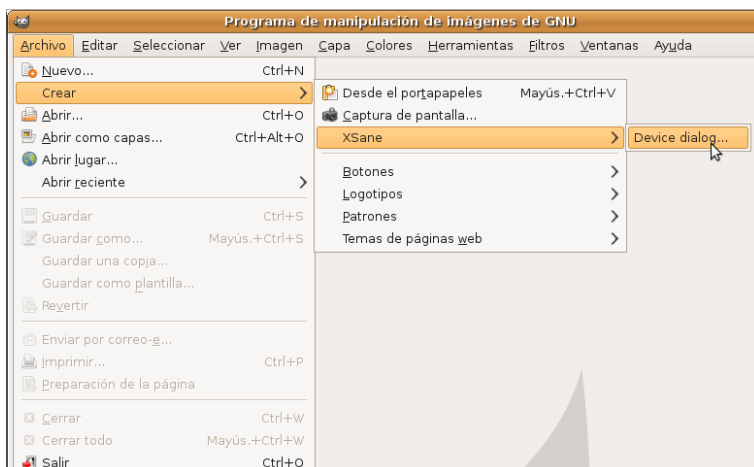 Programa de manipulación de imágenes de GNU
Archivo Editar Seleccionar Ver Imagen Capa Colores Herramientas Filtros Ventanas Ayuda
Nuevo... Ctrl+N
Crear
Abrir... Ctrl+O
Abrir como capas... Ctrl+Alt+O
Abrir lugar...
Abrir reciente
Guardar Ctrl+S
Guardar como... Mayús.+Ctrl+S
Guardar una copia...
Guardar como plantilla...
Revertir
Enviar por correo-e...
Imprimir... Ctrl+P
Preparación de la página
Cerrar Ctrl+W
Cerrar todo Mayús.+Ctrl+W
Salir Ctrl+Q
Desde el portapapeles Mayús.+Ctrl+V
Captura de pantalla...
XSane
Botones
Logotipos
Patrones
Temas de páginas web
Device dialog...